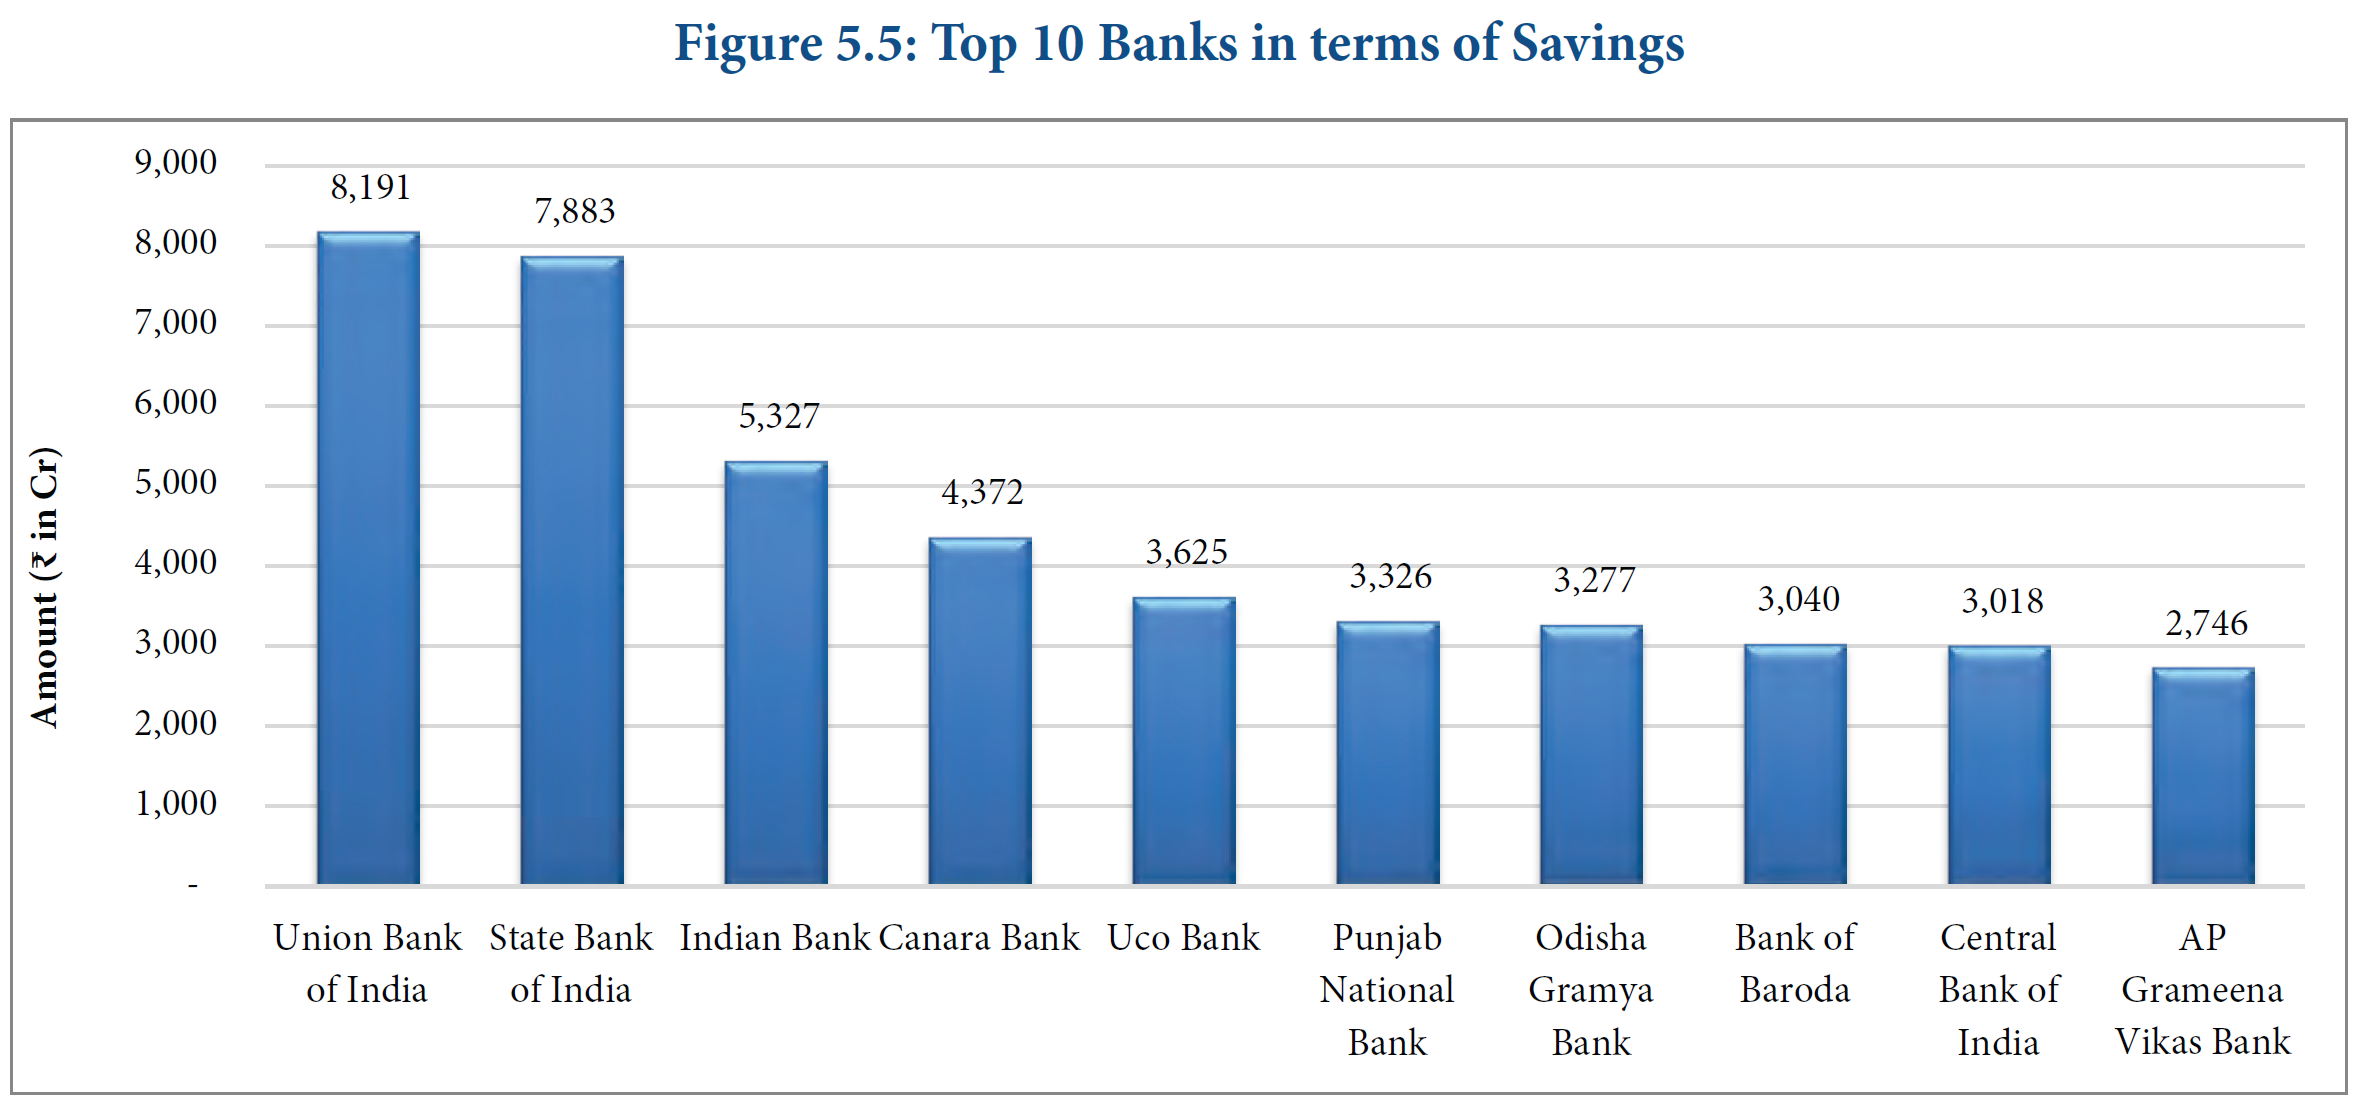 Figure 5.5: Top 10 Banks in terms of Savings
Amount (₹ in Cr)
9,000
8,000
7,000
6,000
5,000
4,000
3,000
2,000
1,000
-
8,191
7,883
5,327
4,372
3,625
3,326
3,277
3,040
3,018
2,746
Union Bank
of India
State Bank
of India
Indian Bank
Canara Bank
Uco Bank
Punjab
National
Bank
Odisha
Gramya
Bank
Bank of
Baroda
Central
Bank of
India
AP
Grameena
Vikas Bank